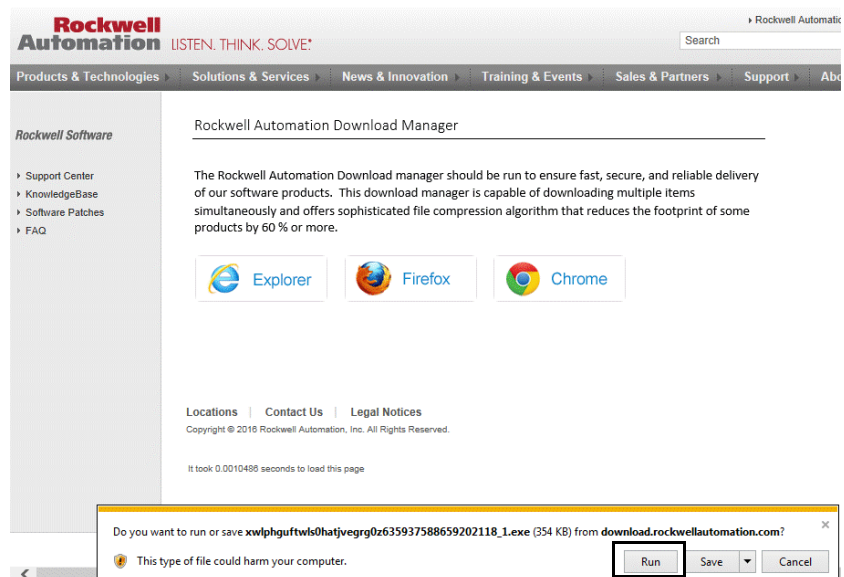 Rockwell Automatic
Rockwell
Automation LISTEN. THINK. SOLVE.®
Search
Products & Technologies Solutions & Services News & Innovation Training & Events Sales & Partners Support
Rockwell Automation Download Manager
Rockwell Software
The Rockwell Automation Download manager should be run to ensure fast, secure, and reliable delivery
of our software products. This download manager is capable of downloading multiple items
simultaneously and offers sophisticated file compression algorithm that reduces the footprint of some
products by 60 % or more.
Support Center
KnowledgeBase
Software Patches
FAQ
Explorer Firefox Chrome
Locations | Contact Us | Legal Notices
Copyright © 2016 Rockwell Automation, Inc. All Rights Reserved.
It took 0.0010486 seconds to load this page
Do you want to run or save xwlphguftwls0hatjvegrg0z635937588659202118_1.exe (354 KB) from download.rockwellautomation.com?
This type of file could harm your computer.
Run Save Cancel